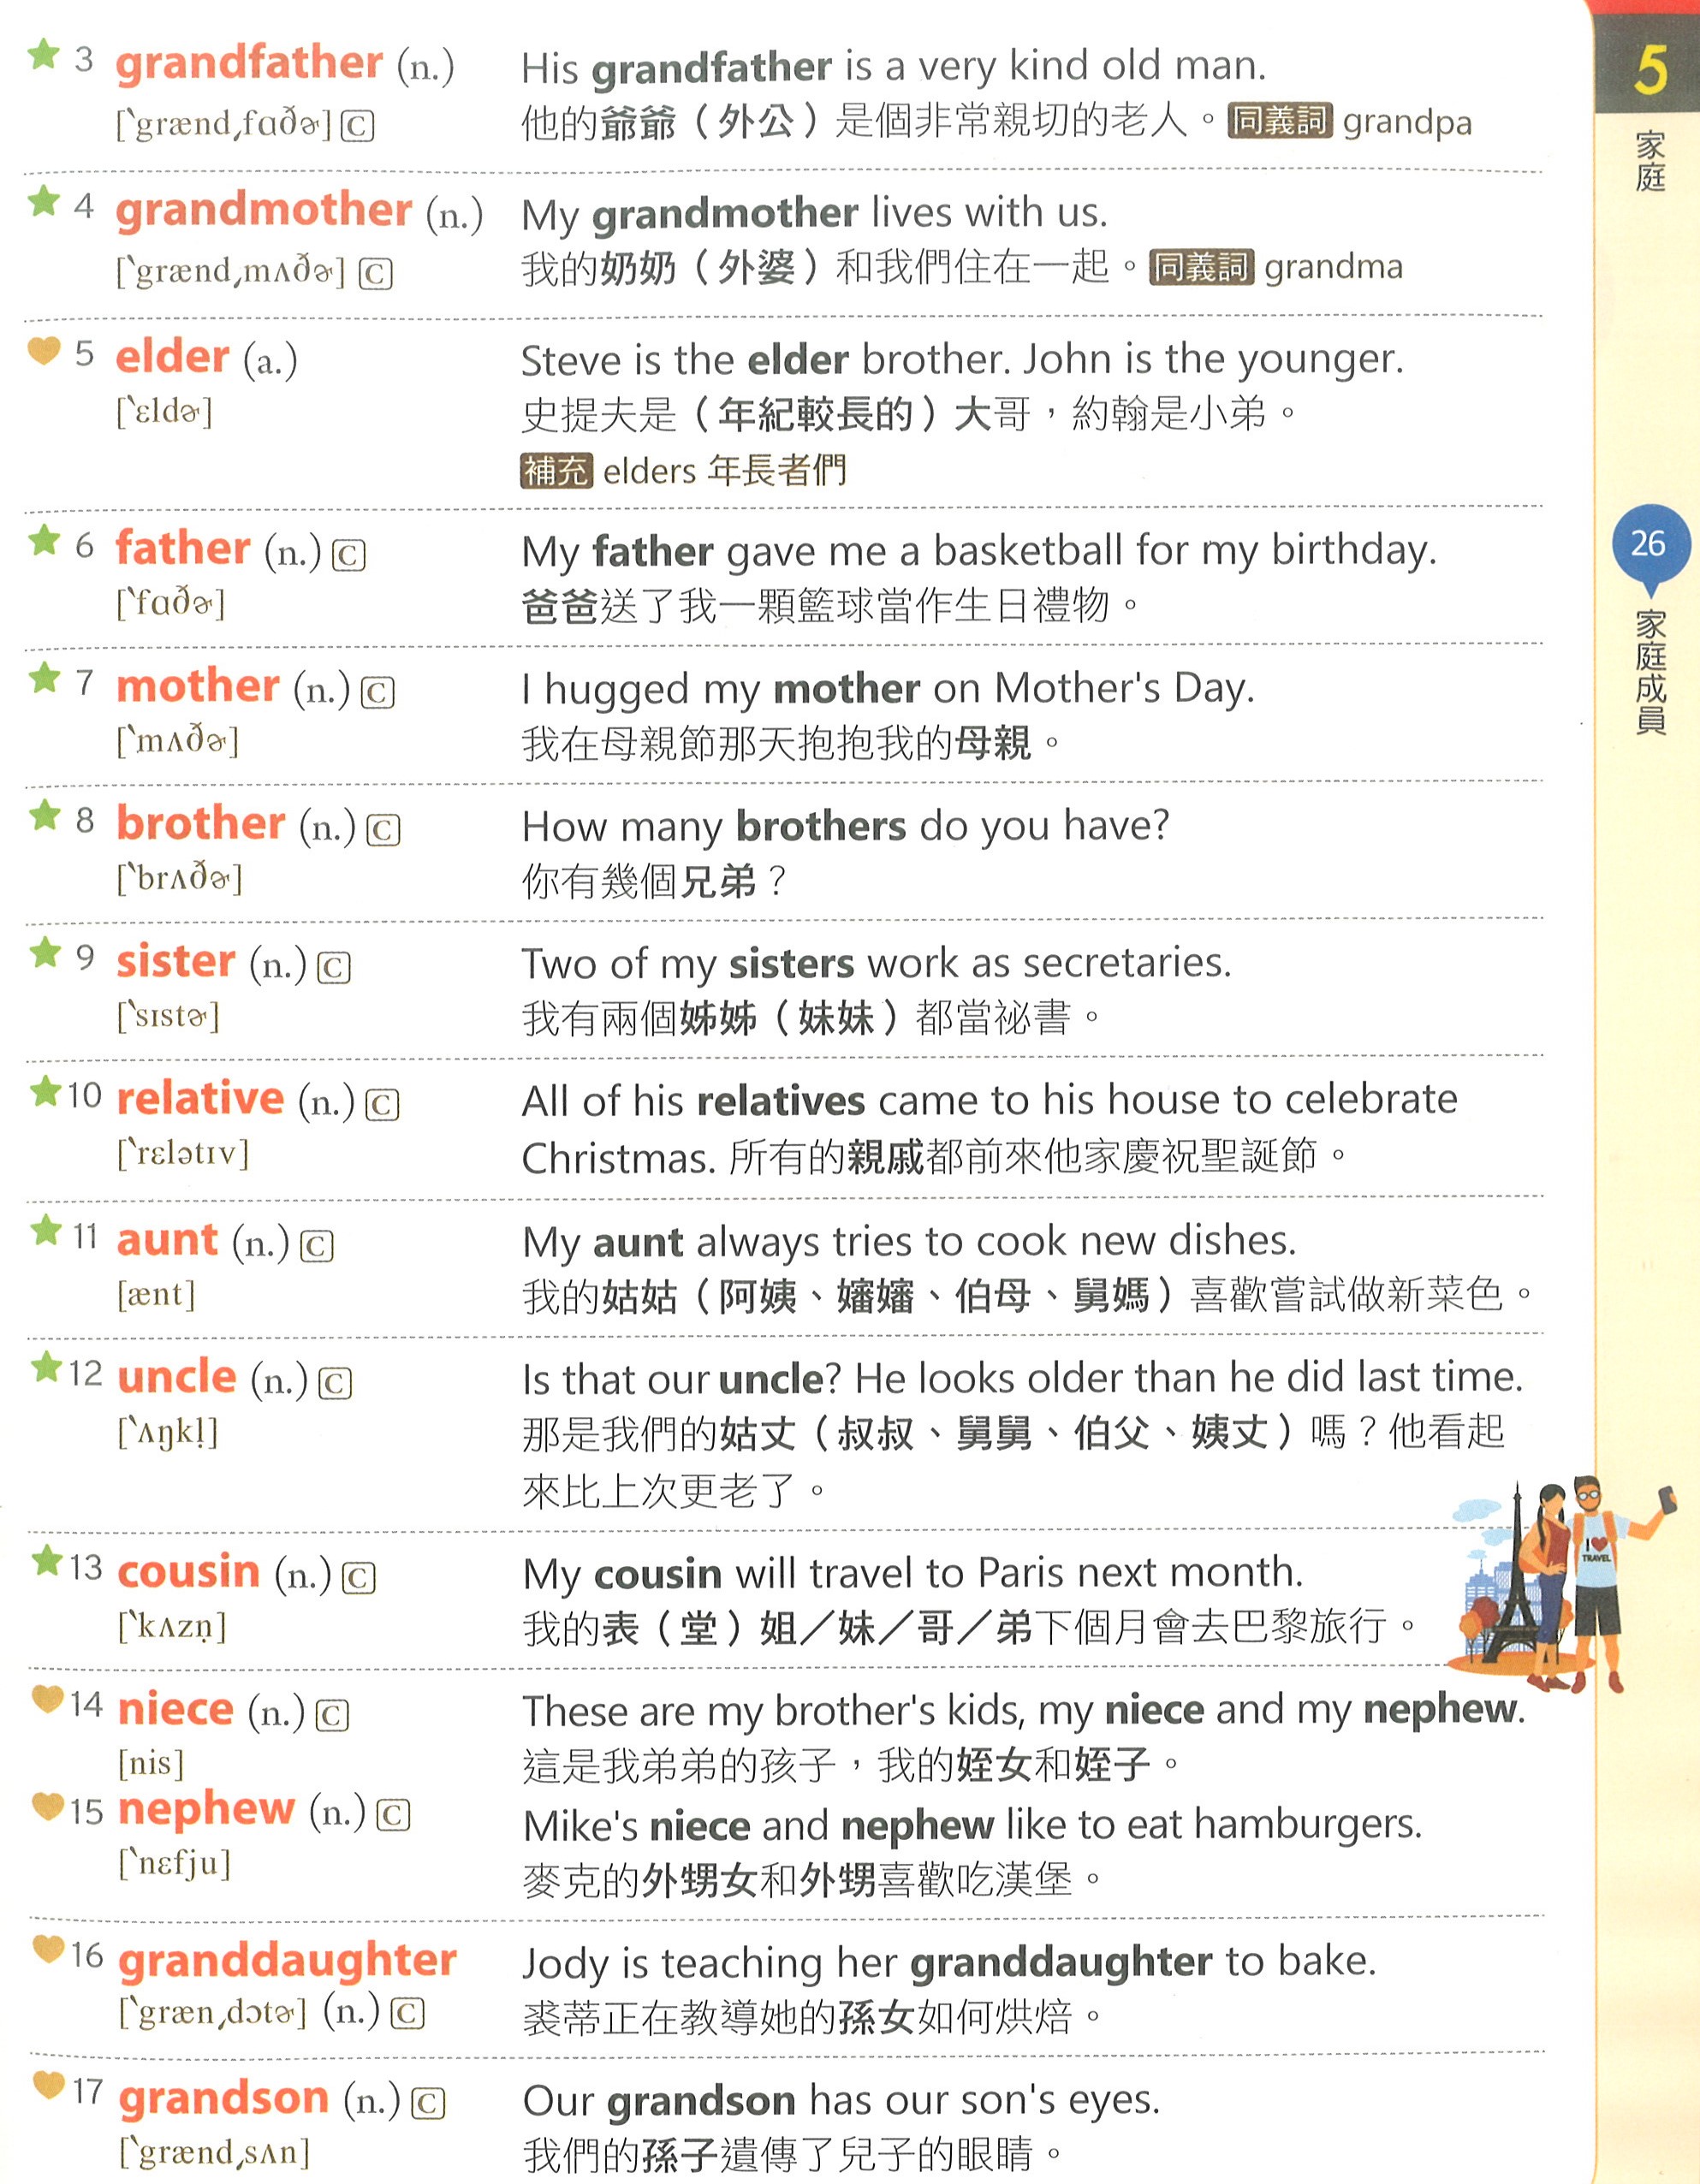 ★ 3 grandfather (n.)
[ˋgrænd͵fɑðɚ] C
His grandfather is a very kind old man.
他的爺爺（外公）是個非常親切的老人。同義詞 grandpa
★ 4 grandmother (n.)
[ˋgrænd͵mʌðɚ] C
My grandmother lives with us.
我的奶奶（外婆）和我們住在一起。同義詞 grandma
5 elder (a.)
[ˋɛldɚ]
Steve is the elder brother. John is the younger.
史提夫是（年紀較長的）大哥，約翰是小弟。
補充 elders 年長者們
★ 6 father (n.) C
[ˋfɑðɚ]
My father gave me a basketball for my birthday.
爸爸送了我一顆籃球當作生日禮物。
★ 7 mother (n.) C
[ˋmʌðɚ]
I hugged my mother on Mother's Day.
我在母親節那天抱抱我的母親。
★ 8 brother (n.) C
[ˋbrʌðɚ]
How many brothers do you have?
你有幾個兄弟？
★ 9 sister (n.) C
[ˋsɪstɚ]
Two of my sisters work as secretaries.
我有兩個姊姊（妹妹）都當祕書。
★ 10 relative (n.) C
[ˋrɛlətɪv]
All of his relatives came to his house to celebrate
Christmas. 所有的親戚都前來他家慶祝聖誕節。
★ 11 aunt (n.) C
[ænt]
My aunt always tries to cook new dishes.
我的姑姑（阿姨、嬸嬸、伯母、舅媽）喜歡嘗試做新菜色。
★ 12 uncle (n.) C
[ˋʌŋkl̩]
Is that our uncle? He looks older than he did last time.
那是我們的姑丈（叔叔、舅舅、伯父、姨丈）嗎？他看起
來比上次更老了。
★ 13 cousin (n.) C
[ˋkʌzn̩]
My cousin will travel to Paris next month.
我的表（堂）姐／妹／哥／弟下個月會去巴黎旅行。
I ♥
TRAVEL
14 niece (n.) C
[nis]
These are my brother's kids, my niece and my nephew.
這是我弟弟的孩子，我的姪女和姪子。
15 nephew (n.) C
[ˋnɛfju]
Mike's niece and nephew like to eat hamburgers.
麥克的外甥女和外甥喜歡吃漢堡。
16 granddaughter
[ˋgræn͵dɔtɚ] (n.) C
Jody is teaching her granddaughter to bake.
裘蒂正在教導她的孫女如何烘焙。
17 grandson (n.) C
[ˋgrænd͵sʌn]
Our grandson has our son's eyes.
我們的孫子遺傳了兒子的眼睛。
5
家庭
26
家庭成員